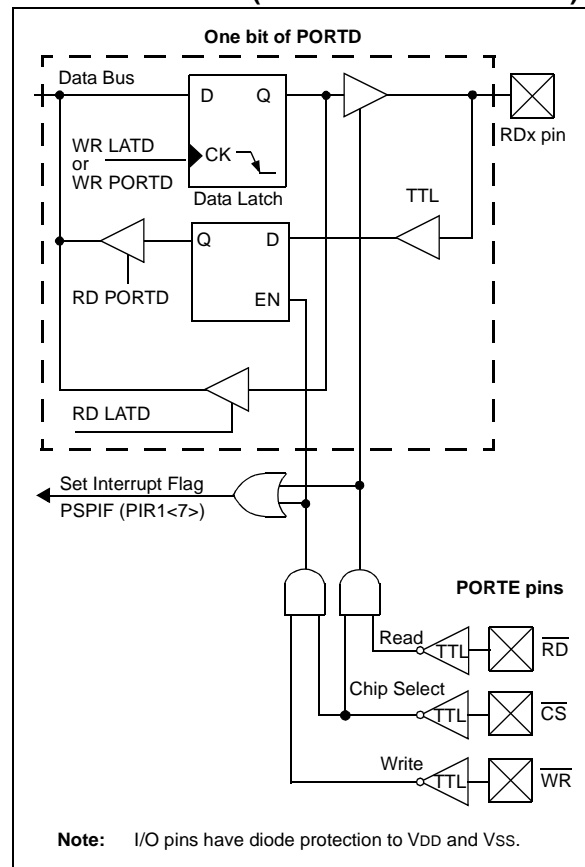 One bit of PORTD
Data Bus
D Q
WR LATD
or
WR PORTD
CK
Data Latch
RDx pin
TTL
Q D
RD PORTD
EN
RD LATD
Set Interrupt Flag
PSPIF (PIR1<7>)
PORTE pins
Read
TTL
RD
Chip Select
TTL
CS
Write
TTL
WR
Note: I/O pins have diode protection to VDD and VSS.